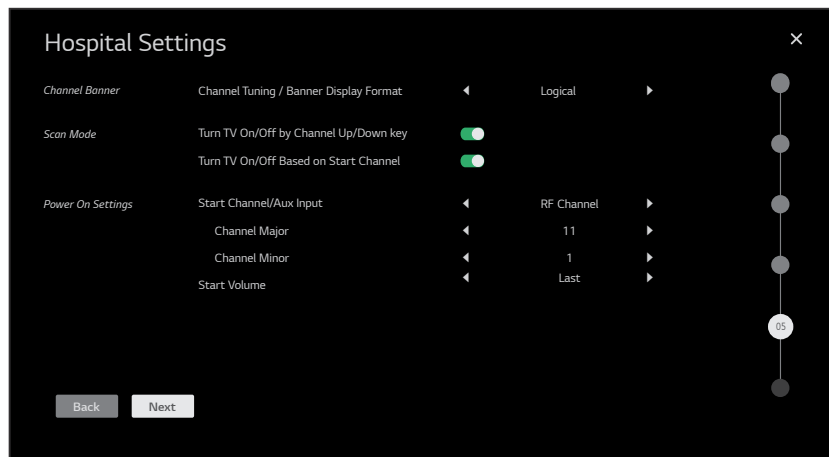 Hospital Settings
Channel Banner Channel Tuning / Banner Display Format Logical
Scan Mode Turn TV On/Off by Channel Up/Down key
Turn TV On/Off Based on Start Channel
Power On Settings Start Channel/Aux Input RF Channel
Channel Major 11
Channel Minor 1
Start Volume Last
05
Back Next